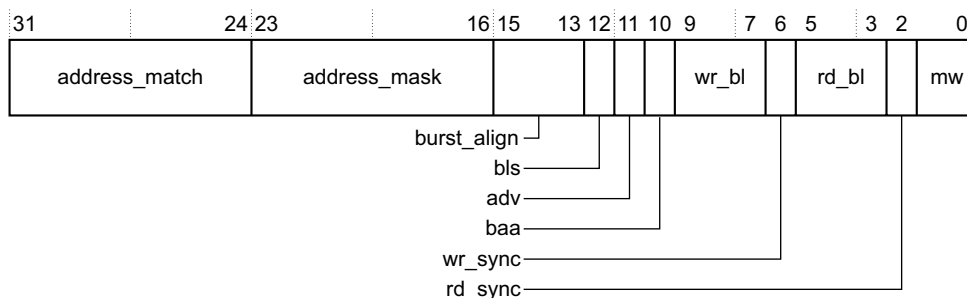 31 24 23 16 15 13 12 11 10 9 7 6 5 3 2 0
address_match address_mask wr_bl rd_bl mw
burst_align
bls
adv
baa
wr_sync
rd_sync